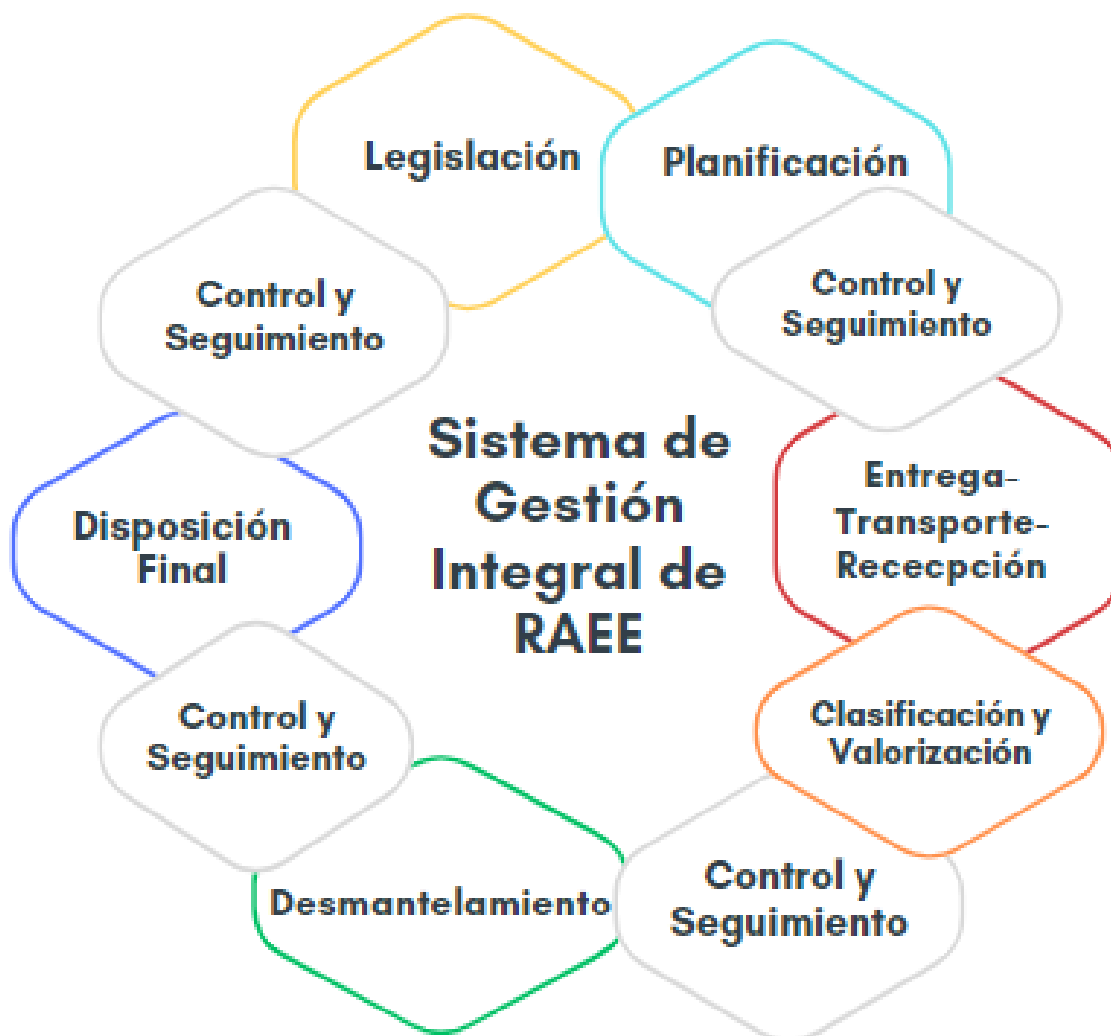 Legislación
Planificación
Control y
Seguimiento
Control y
Seguimiento
Sistema de
Gestión
Integral de
RAEE
Entrega-
Transporte-
Rececpción
Disposición
Final
Clasificación y
Valorización
Control y
Seguimiento
Desmantelamiento
Control y
Seguimiento